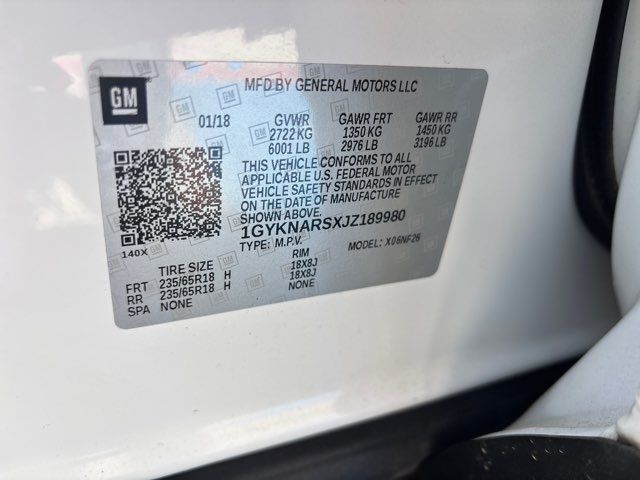 GM
MFD BY GENERAL MOTORS LLC
01/18 GVWR GAWR FRT GAWR RR
2722 KG 1350 KG 1450 KG
6001 LB 2976 LB 3196 LB
THIS VEHICLE CONFORMS TO ALL
APPLICABLE U.S. FEDERAL MOTOR
VEHICLE SAFETY STANDARDS IN EFFECT
ON THE DATE OF MANUFACTURE
SHOWN ABOVE.
1GYKNARSXJZ189980
140X TYPE: M.P.V. MODEL: X06NF26
TIRE SIZE RIM
FRT 235/65R18 H 18X8J
RR 235/65R18 H 18X8J
SPA NONE NONE